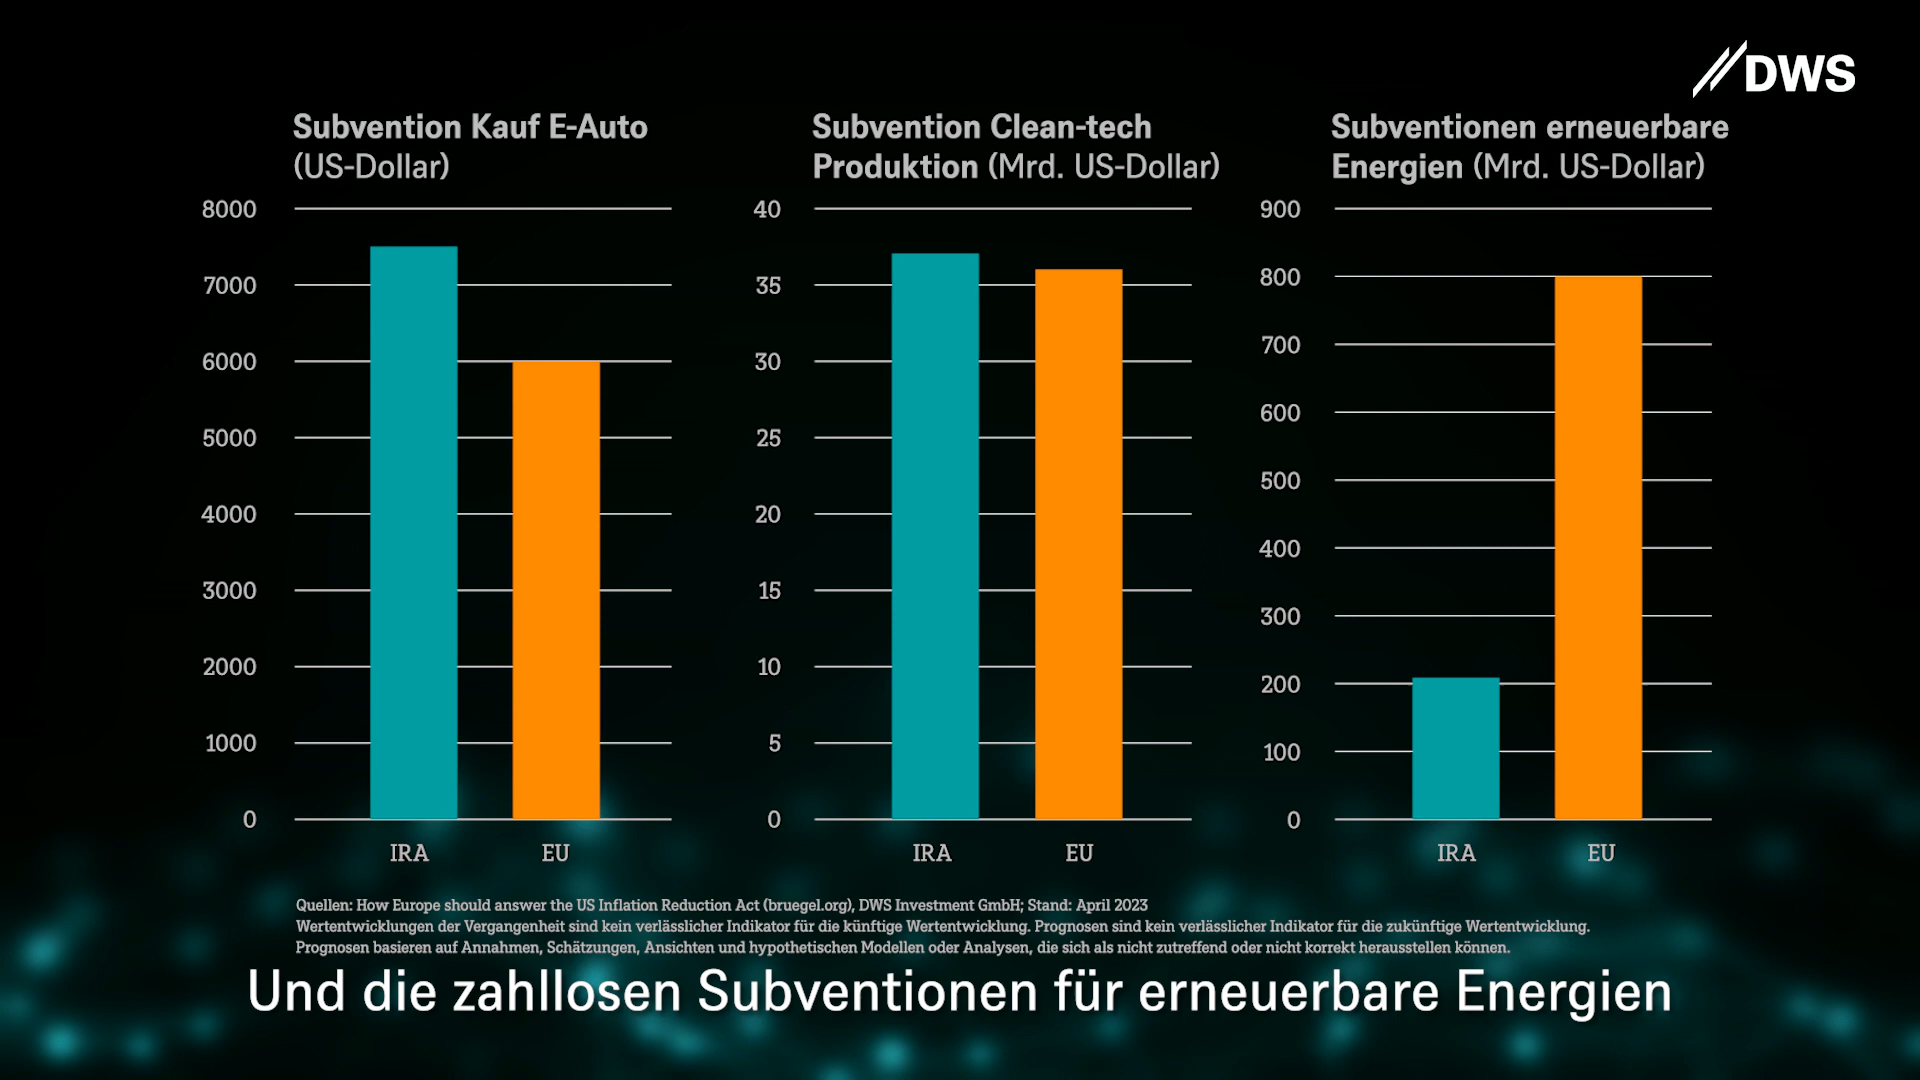 DWS
Subvention Kauf E-Auto
(US-Dollar)
8000
7000
6000
5000
4000
3000
2000
1000
0
IRA
EU
Subvention Clean-tech
Produktion (Mrd. US-Dollar)
40
35
30
25
20
15
10
5
0
IRA
EU
Subventionen erneuerbare
Energien (Mrd. US-Dollar)
900
800
700
600
500
400
300
200
100
0
IRA
EU
Quellen: How Europe should answer the US Inflation Reduction Act (bruegel.org), DWS Investment GmbH; Stand: April 2023
Wertentwicklungen der Vergangenheit sind kein verlässlicher Indikator für die künftige Wertentwicklung. Prognosen sind kein verlässlicher Indikator für die zukünftige Wertentwicklung.
Prognosen basieren auf Annahmen, Schätzungen, Ansichten und hypothetischen Modellen oder Analysen, die sich als nicht zutreffend oder nicht korrekt herausstellen können.
Und die zahllosen Subventionen für erneuerbare Energien